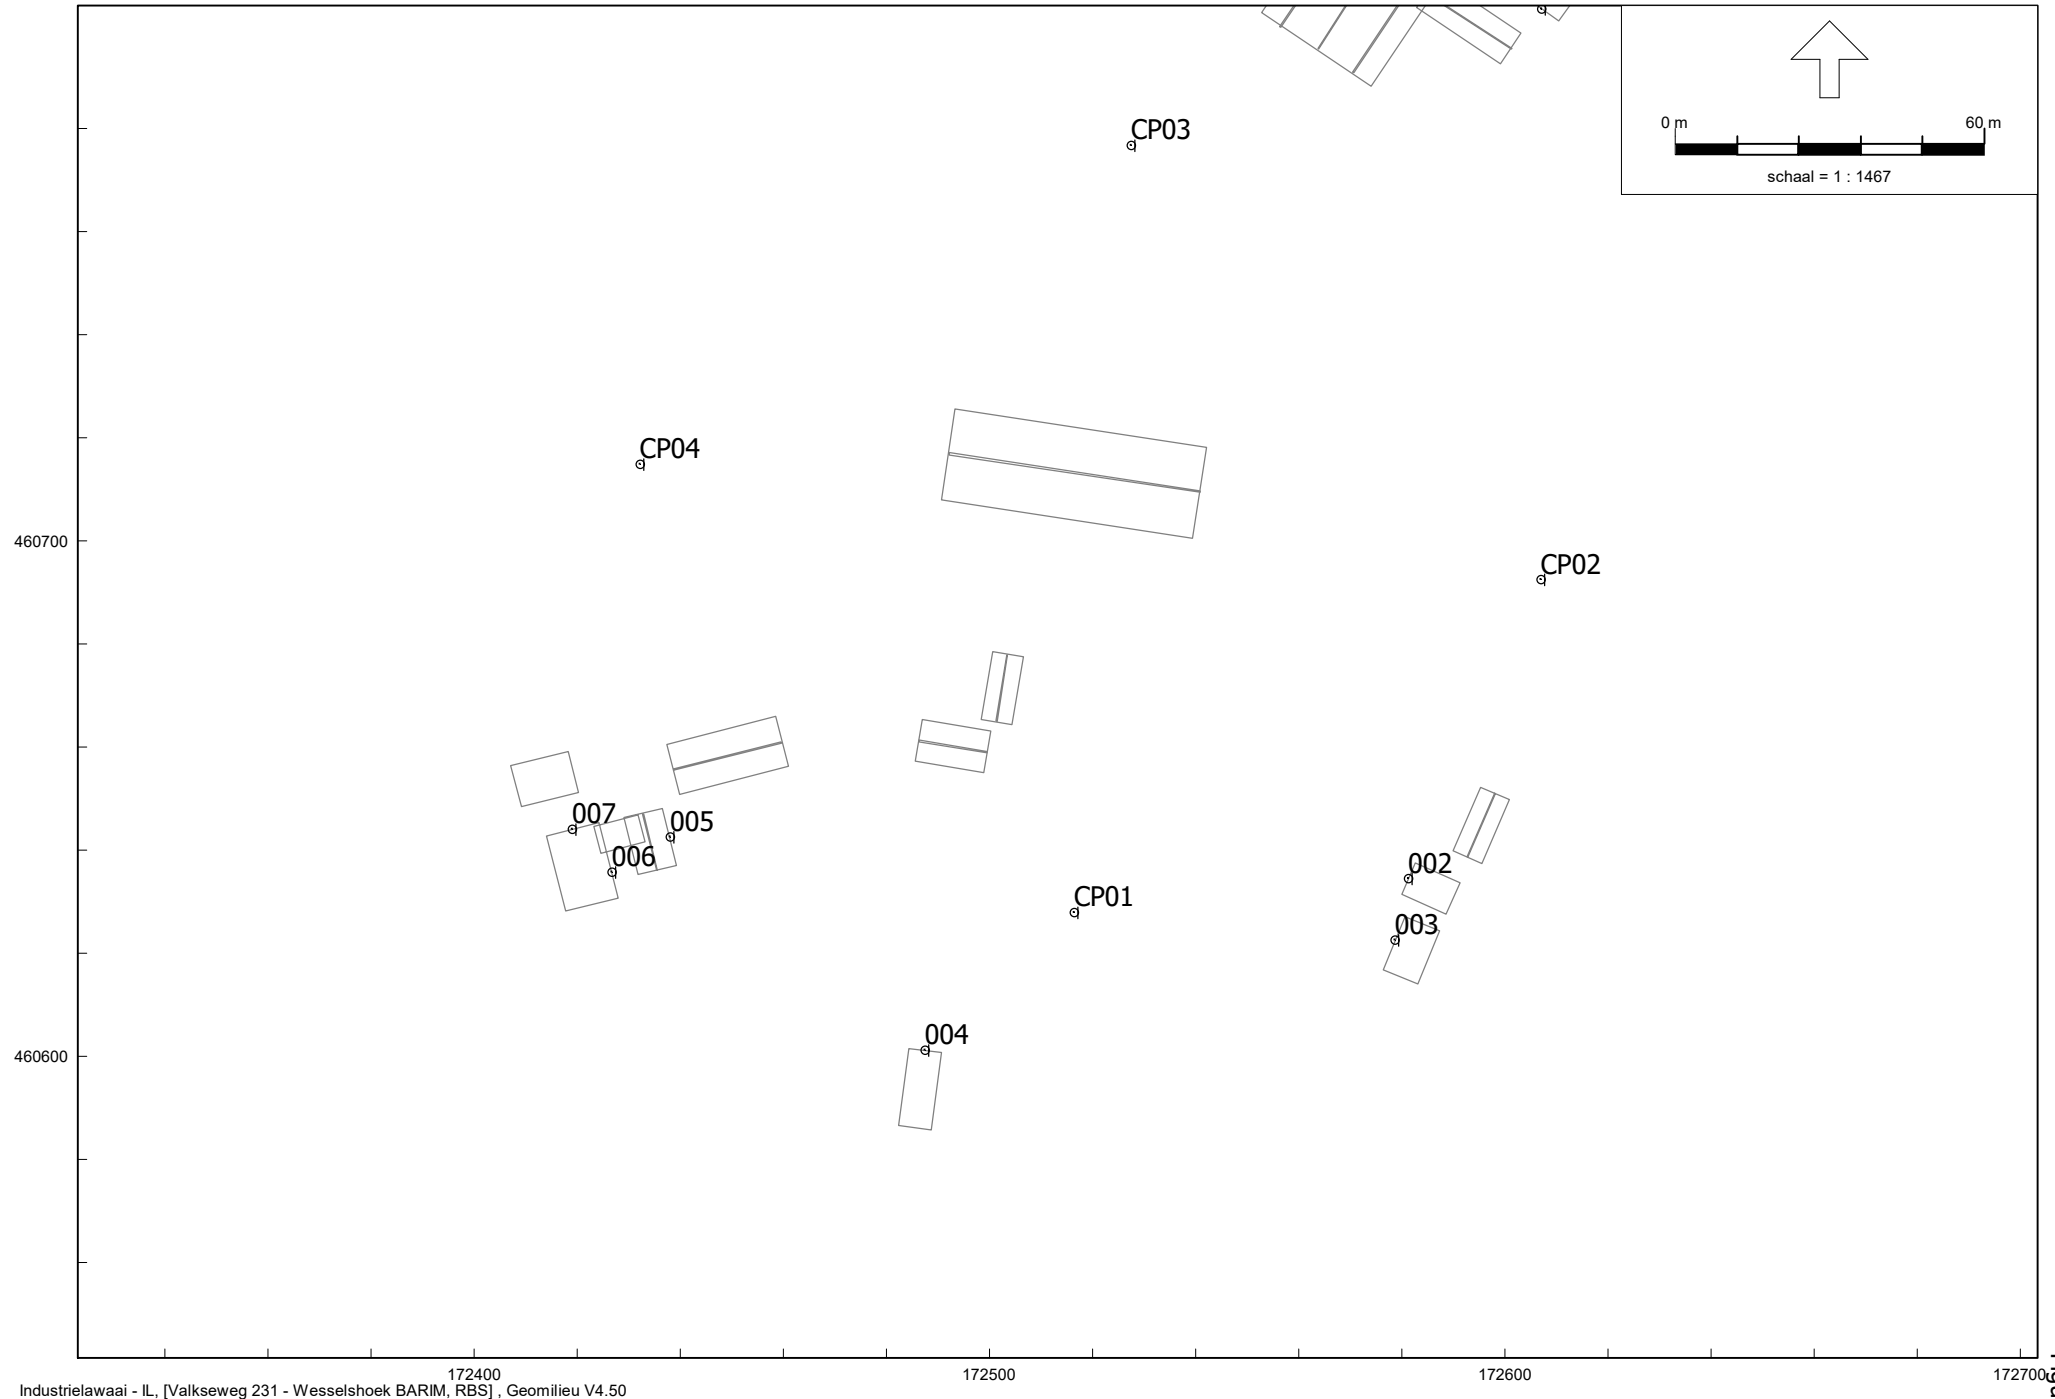 CP03
0 m 60 m
schaal = 1 : 1467
CP04
460700
CP02
007
005
006
002
CP01
003
004
460600
172400 172500 172600 172700
Industrielawaai - IL, [Valkseweg 231 - Wesselshoek BARIM, RBS] , Geomilieu V4.50